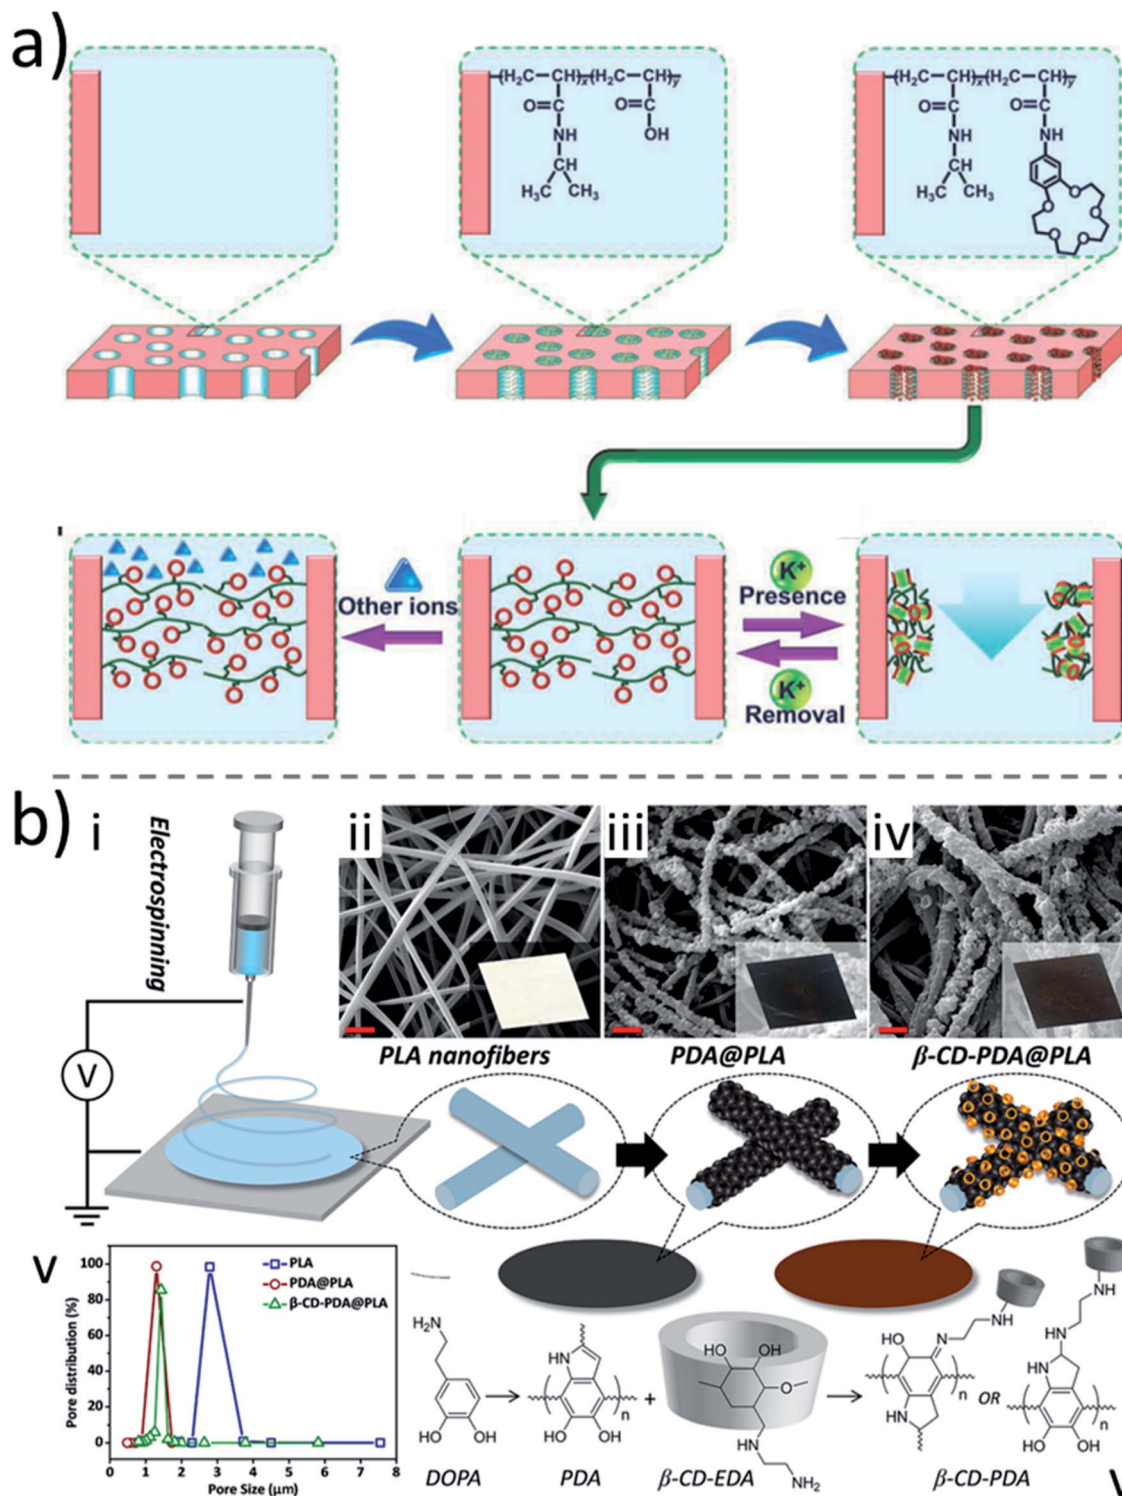 a)
(H₂C—CH)x(H₂C—CH)y
O=C
C=O
NH
OH
CH
H₃C
CH₃
(H₂C—CH)x(H₂C—CH)y
O=C
O=C
NH
NH
CH
H₃C
CH₃
O
O
O
O
O
Other ions
K⁺
Presence
K⁺
Removal
b)
i
ii
iii
iv
Electrospinning
PLA nanofibers
PDA@PLA
β-CD-PDA@PLA
V
v
PLA
PDA@PLA
β-CD-PDA@PLA
Pore distribution (%)
100
80
60
40
20
0
0 1 2 3 4 5 6 7 8
Pore Size (μm)
H₂N
HO
OH
DOPA
HN
n
HO
OH
PDA
+
HO
OH
O
HN
NH₂
β-CD-EDA
HO
N
HN
HN
n
OR
NH
HN
HN
n
HO
OH
β-CD-PDA